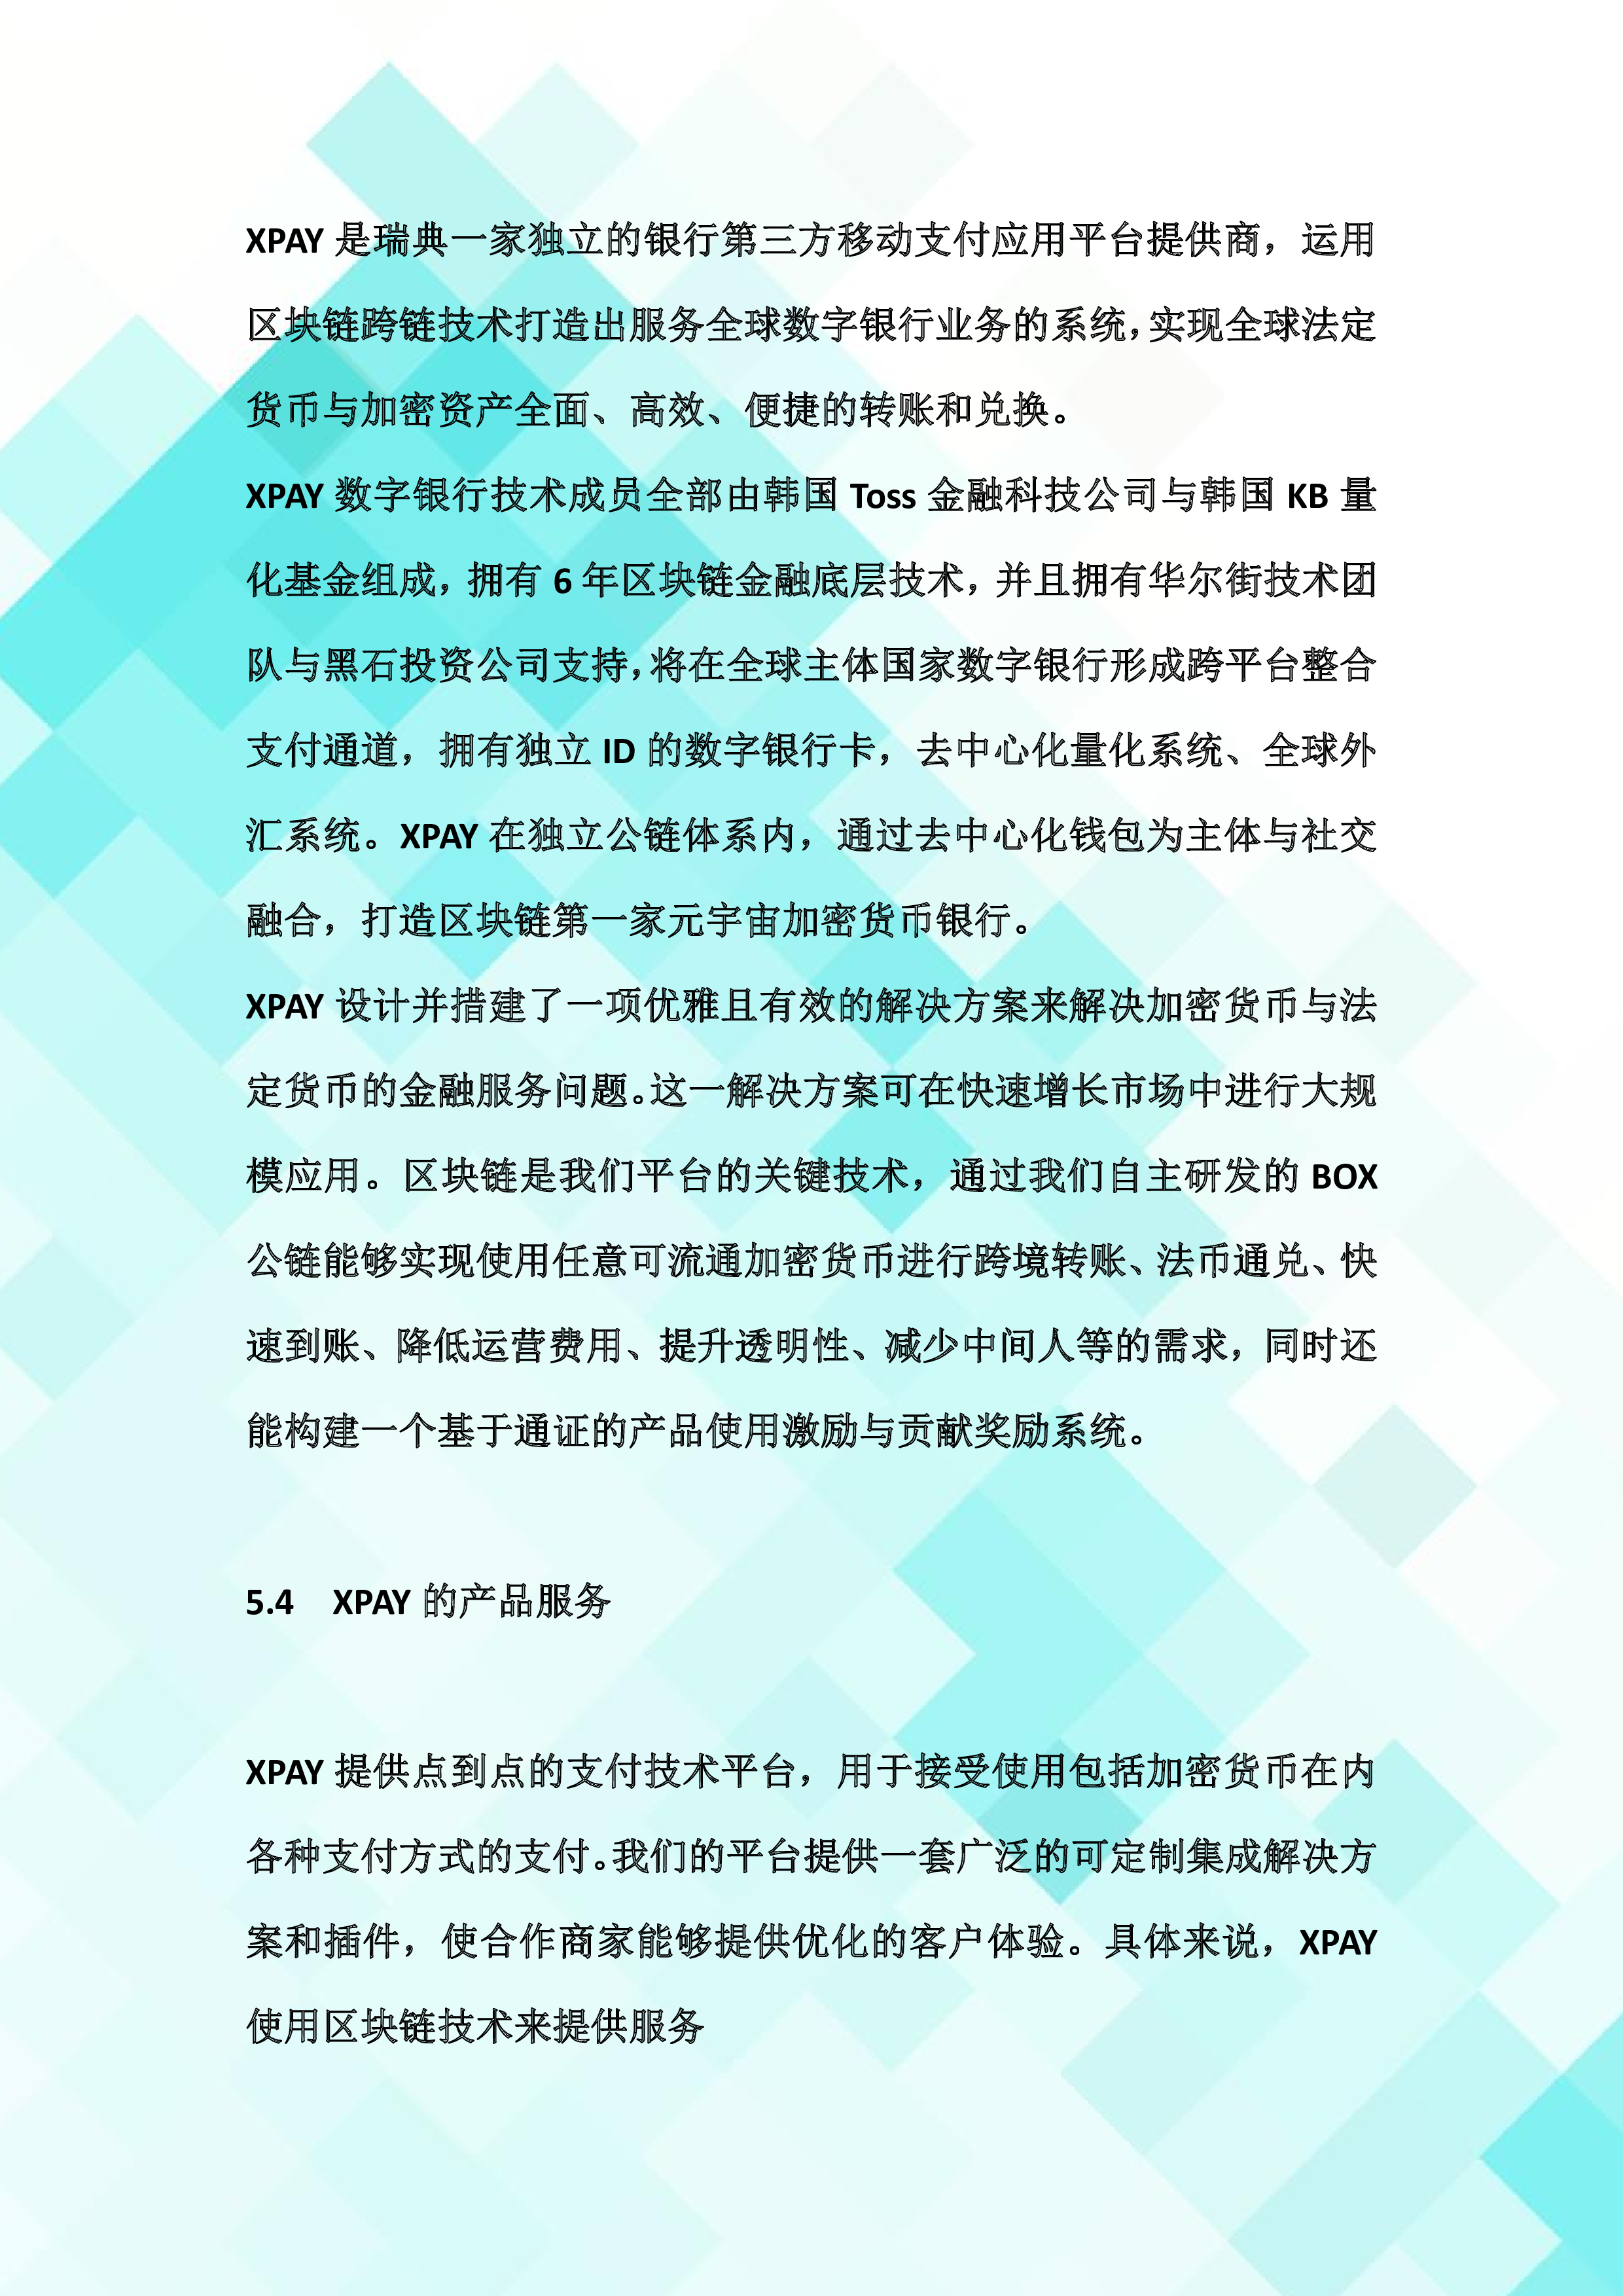 XPAY 是瑞典一家独立的银行第三方移动支付应用平台提供商，运用
区块链跨链技术打造出服务全球数字银行业务的系统，实现全球法定
货币与加密资产全面、高效、便捷的转账和兑换。
XPAY 数字银行技术成员全部由韩国 Toss 金融科技公司与韩国 KB 量
化基金组成，拥有 6 年区块链金融底层技术，并且拥有华尔街技术团
队与黑石投资公司支持，将在全球主体国家数字银行形成跨平台整合
支付通道，拥有独立 ID 的数字银行卡，去中心化量化系统、全球外
汇系统。XPAY 在独立公链体系内，通过去中心化钱包为主体与社交
融合，打造区块链第一家元宇宙加密货币银行。
XPAY 设计并措建了一项优雅且有效的解决方案来解决加密货币与法
定货币的金融服务问题。这一解决方案可在快速增长市场中进行大规
模应用。区块链是我们平台的关键技术，通过我们自主研发的 BOX
公链能够实现使用任意可流通加密货币进行跨境转账、法币通兑、快
速到账、降低运营费用、提升透明性、减少中间人等的需求，同时还
能构建一个基于通证的产品使用激励与贡献奖励系统。
5.4 XPAY 的产品服务
XPAY 提供点到点的支付技术平台，用于接受使用包括加密货币在内
各种支付方式的支付。我们的平台提供一套广泛的可定制集成解决方
案和插件，使合作商家能够提供优化的客户体验。具体来说，XPAY
使用区块链技术来提供服务